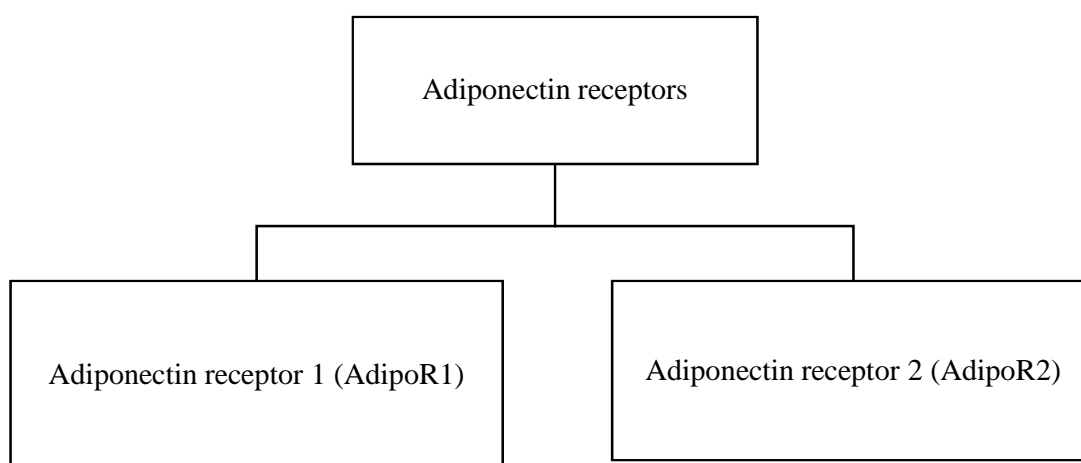 Adiponectin receptors
Adiponectin receptor 1 (AdipoR1)
Adiponectin receptor 2 (AdipoR2)